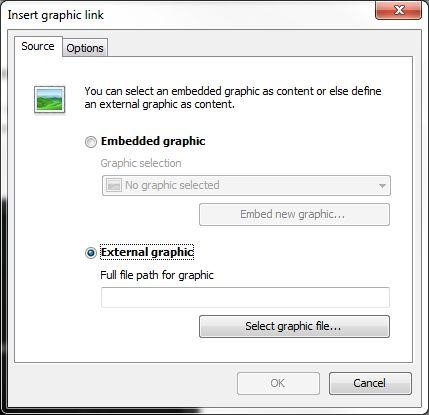 Insert graphic link
Source
Options
You can select an embedded graphic as content or else define
an external graphic as content.
Embedded graphic
Graphic selection
No graphic selected
Embed new graphic...
External graphic
Full file path for graphic
Select graphic file...
OK
Cancel